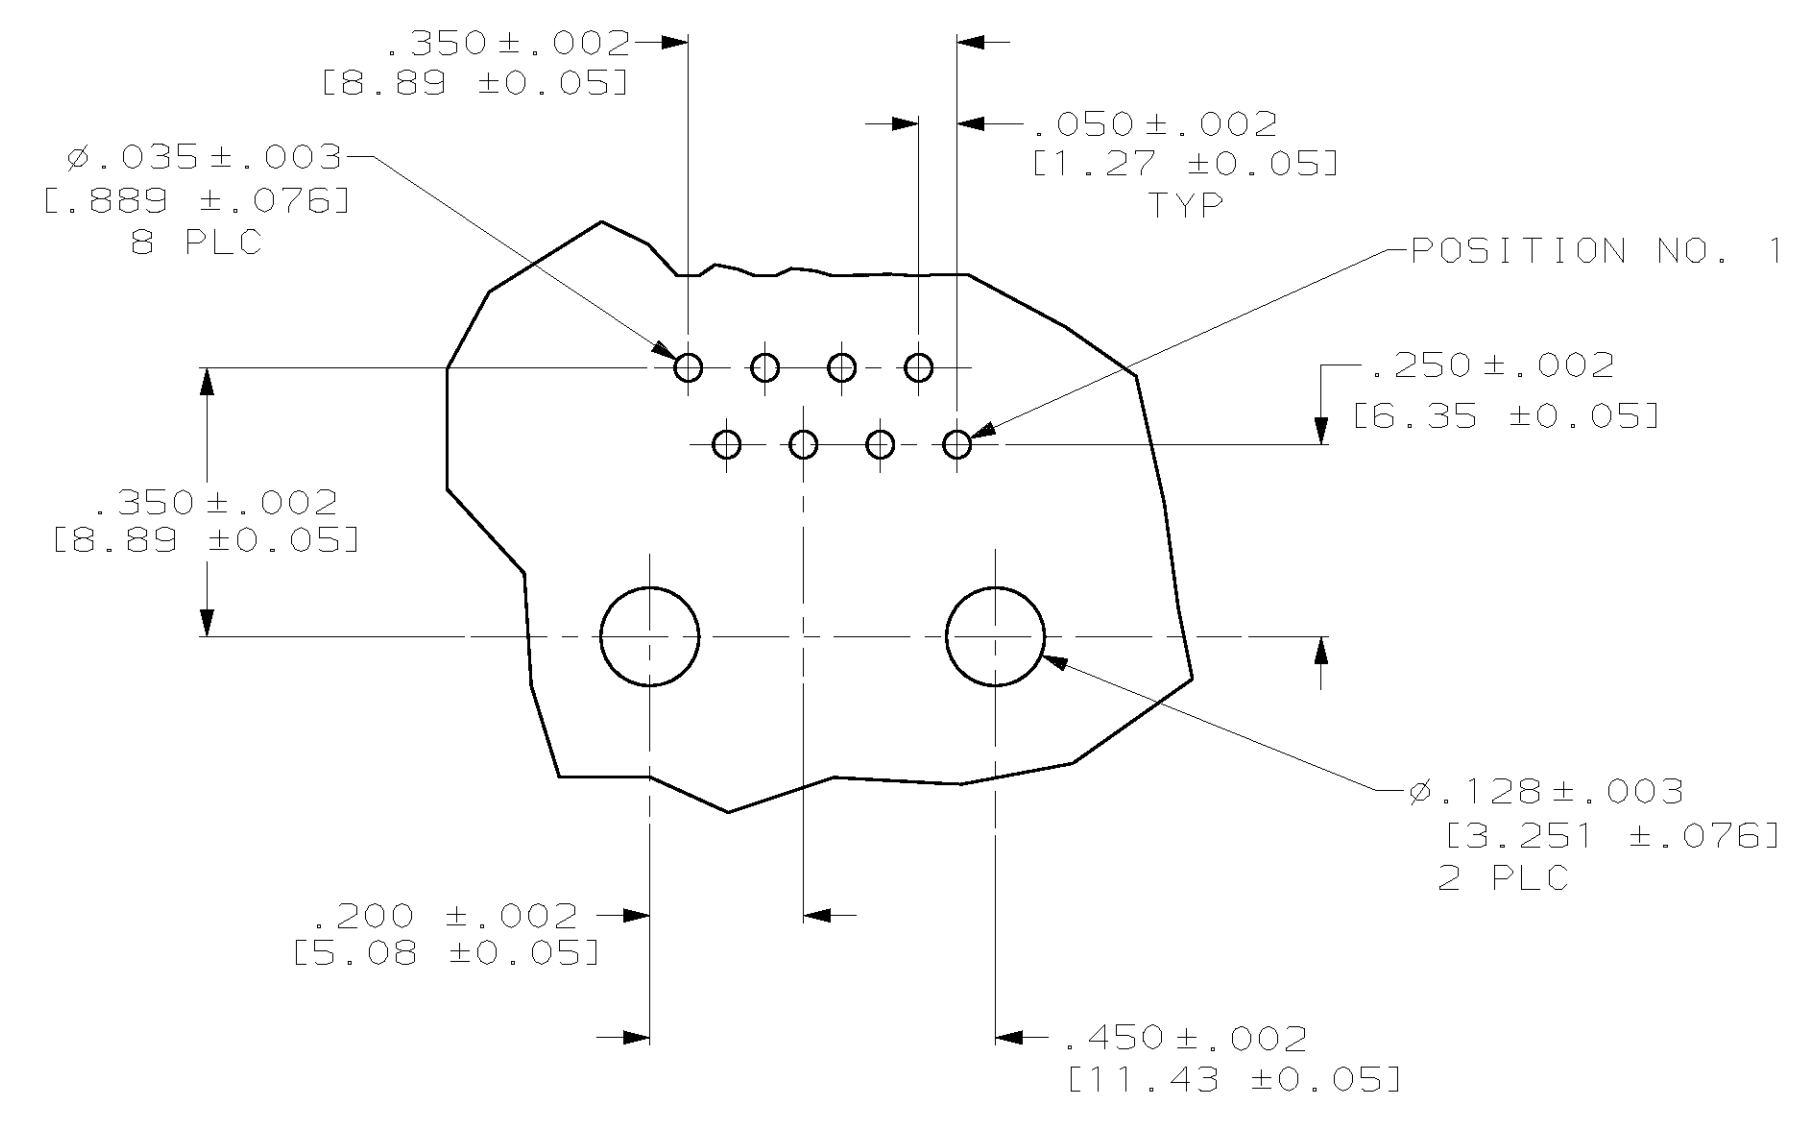 .350±.002
[8.89 ±0.05]
.050±.002
[1.27 ±0.05]
TYP
Ø.035±.003
[.889 ±.076]
8 PLC
POSITION NO. 1
.250±.002
[6.35 ±0.05]
.350±.002
[8.89 ±0.05]
Ø.128±.003
[3.251 ±.076]
2 PLC
.200 ±.002
[5.08 ±0.05]
.450±.002
[11.43 ±0.05]